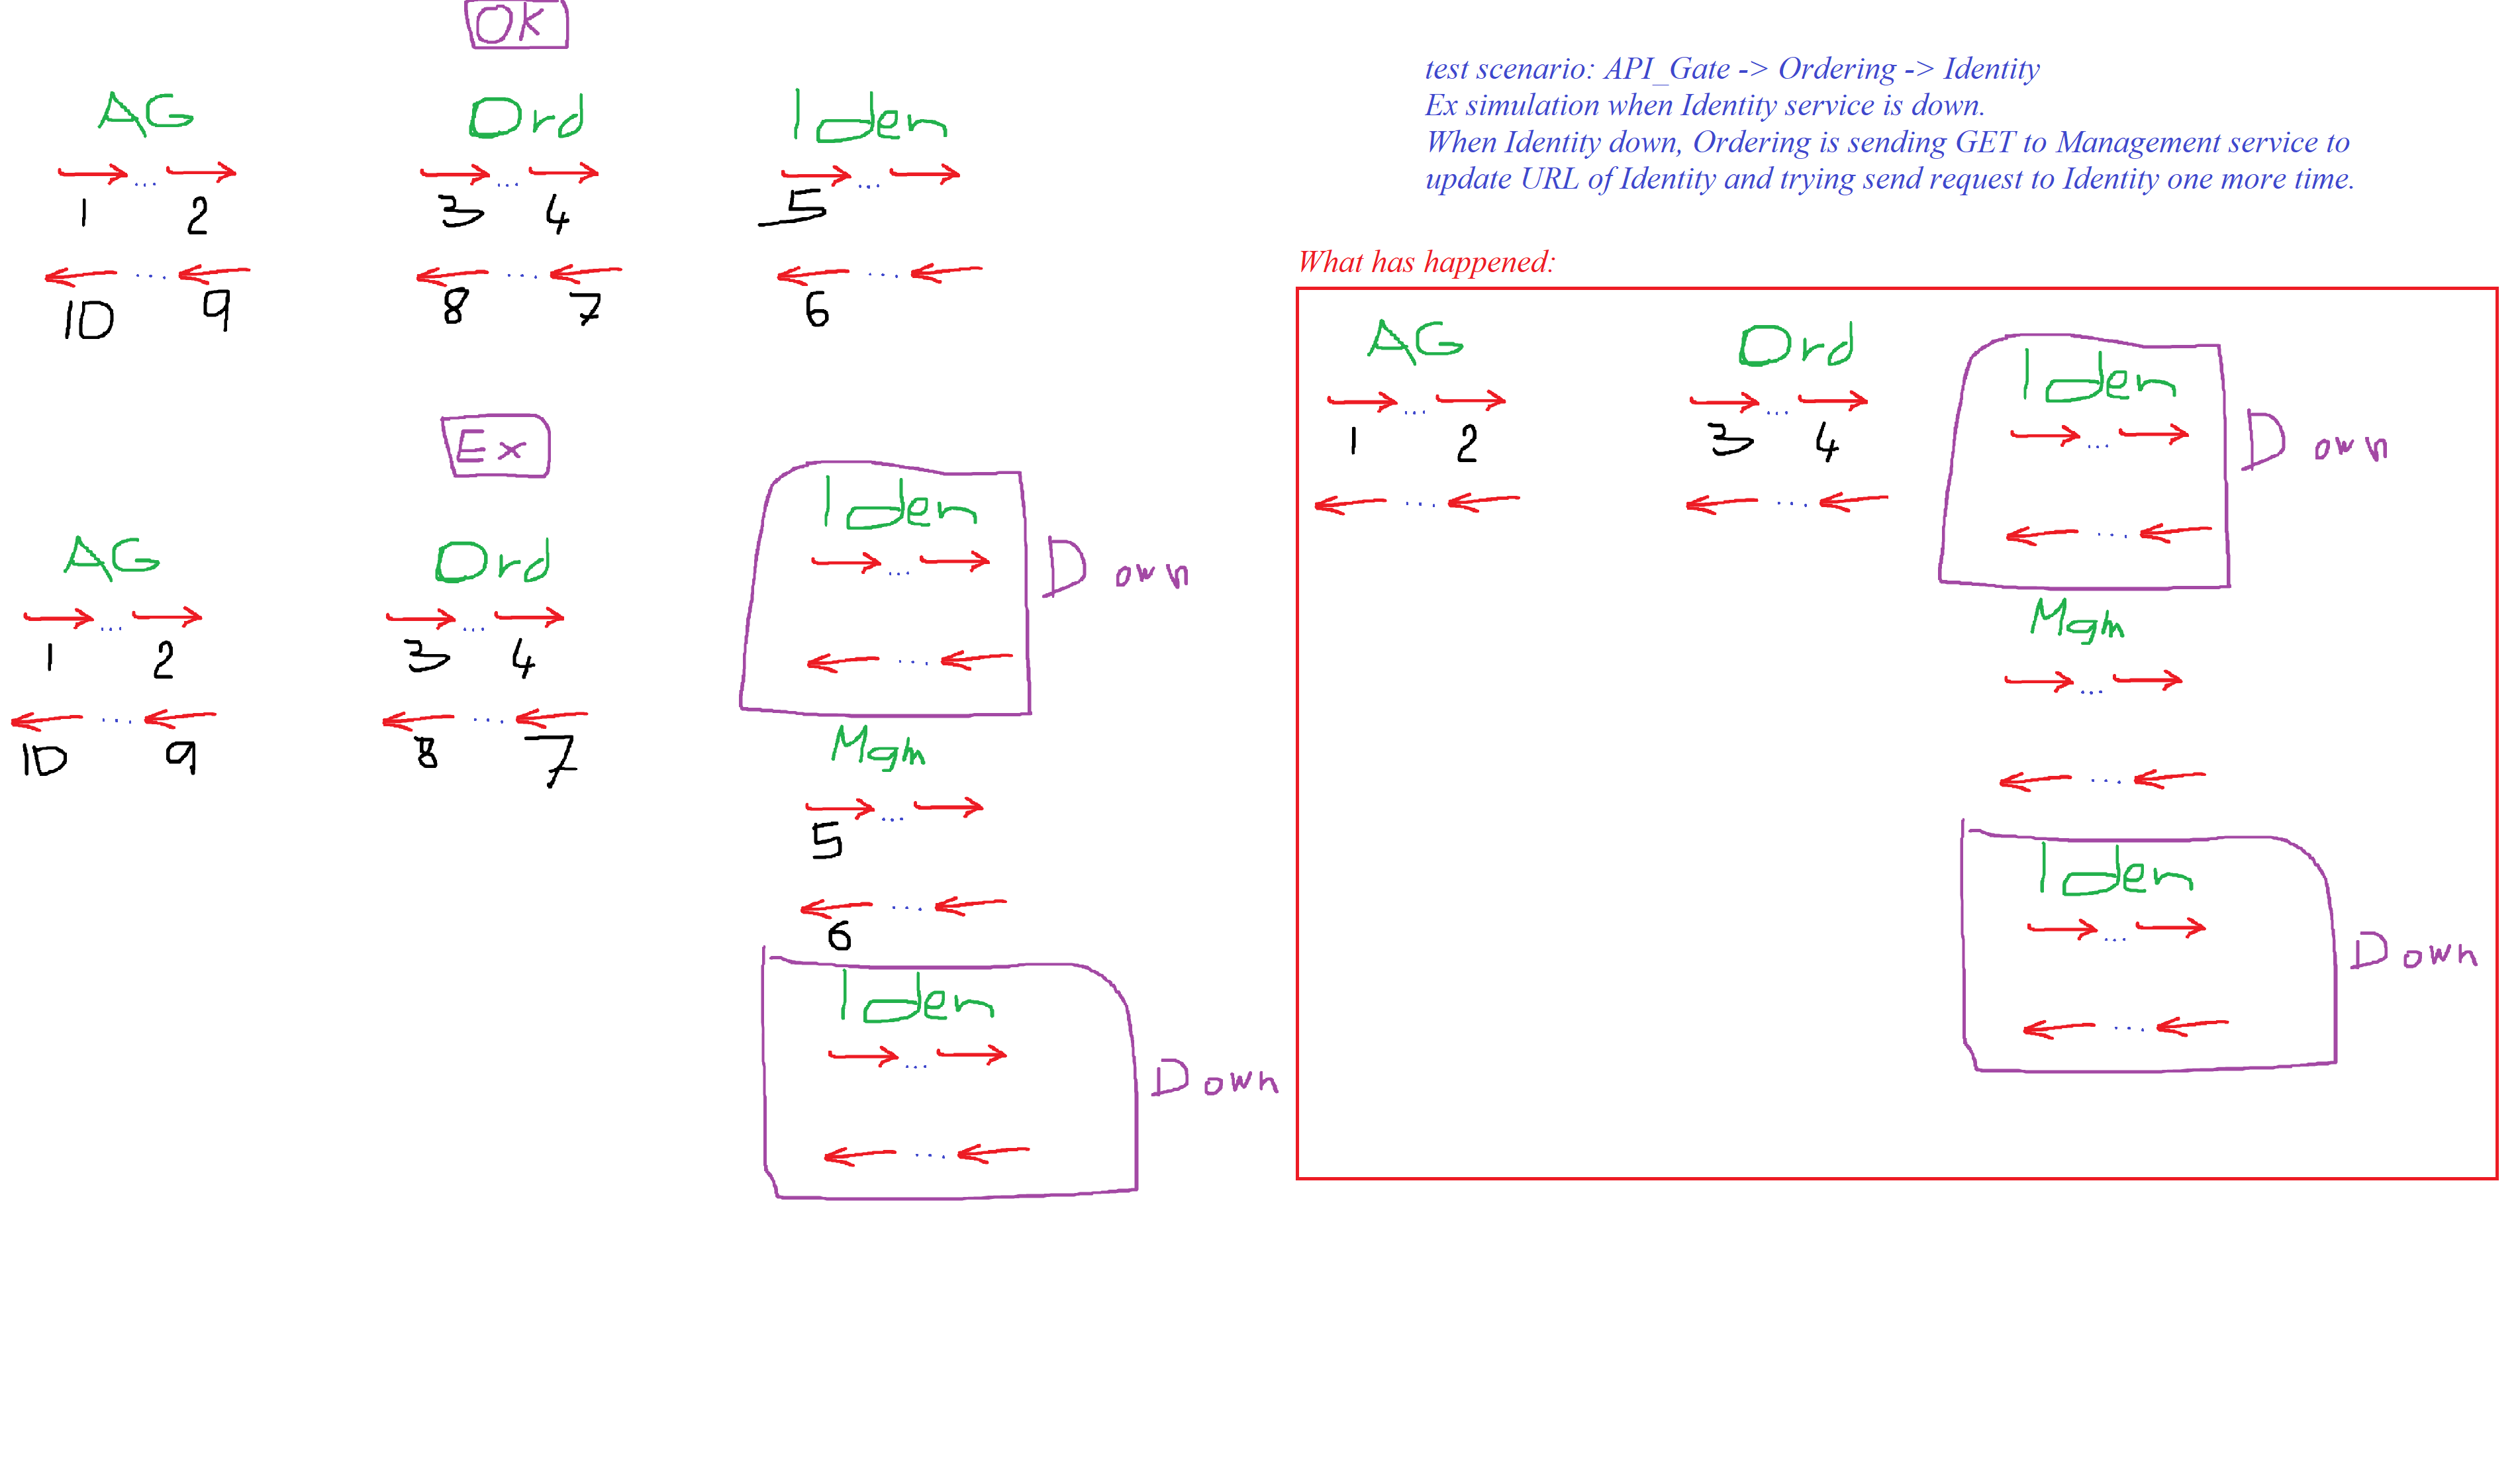 OK
AG Ord Iden
1 2 3 4 5
10 9 8 7 6
Ex
Iden
Down
AG Ord
1 2 3 4
10 9 8 7
Mgm
5
6
Iden
Down
test scenario: API_Gate -> Ordering -> Identity
Ex simulation when Identity service is down.
When Identity down, Ordering is sending GET to Management service to
update URL of Identity and trying send request to Identity one more time.
What has happened:
AG Ord Iden
1 2 3 4
Down
Mgm
Iden
Down